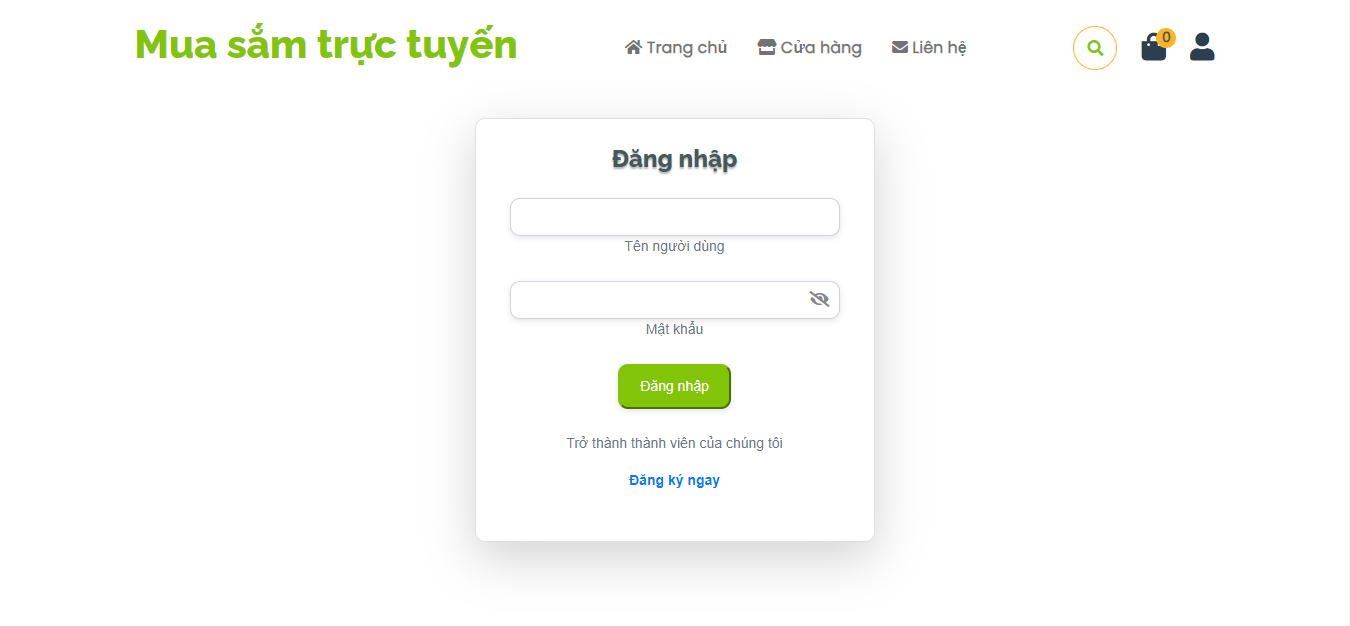 Mua sắm trực tuyến
Trang chủ
Cửa hàng
Liên hệ
0
Đăng nhập
Tên người dùng
Mật khẩu
Đăng nhập
Trở thành thành viên của chúng tôi
Đăng ký ngay